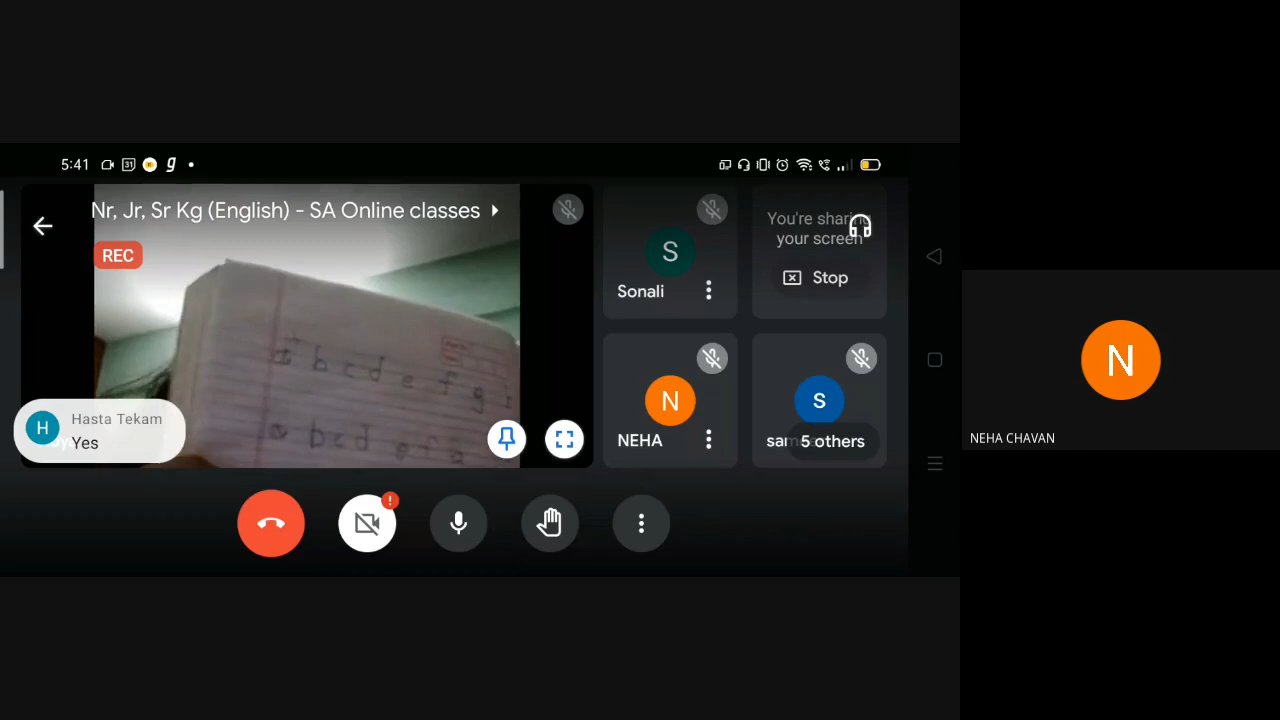 5:41 31 g
Nr, Jr, Sr Kg (English) - SA Online classes
REC
a b c d e f g
a b c d e f g
H Hasta Tekam
Yes
S
Sonali
You're sharing
your screen
Stop
N
NEHA
S
5 others
N
NEHA CHAVAN